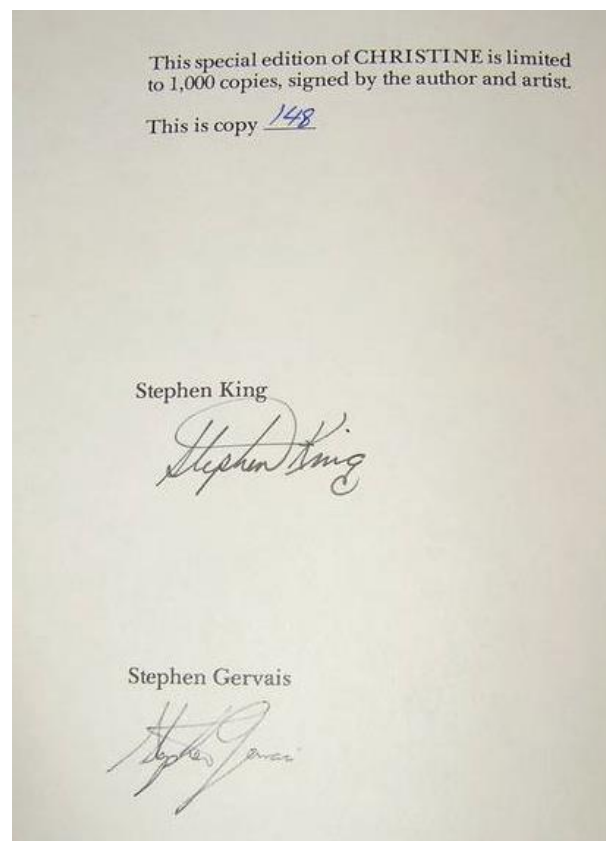 This special edition of CHRISTINE is limited
to 1,000 copies, signed by the author and artist.
This is copy 148
Stephen King
Stephen King
Stephen Gervais
Stephen Gervais